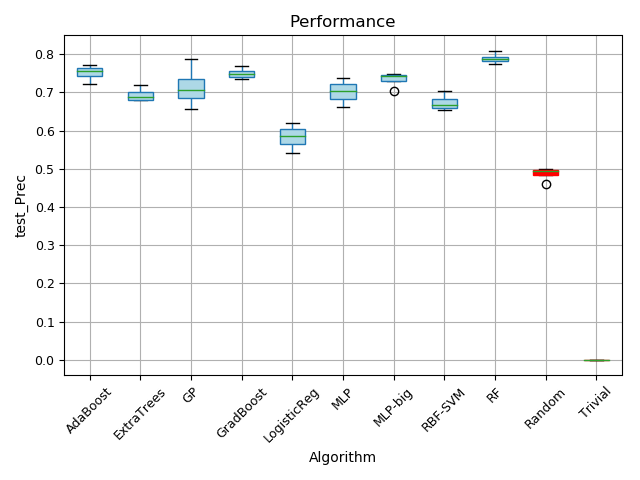 Performance
test_Prec
0.8
0.7
0.6
0.5
0.4
0.3
0.2
0.1
0.0
AdaBoost
ExtraTrees
GP
GradBoost
LogisticReg
MLP
MLP-big
RBF-SVM
RF
Random
Trivial
Algorithm